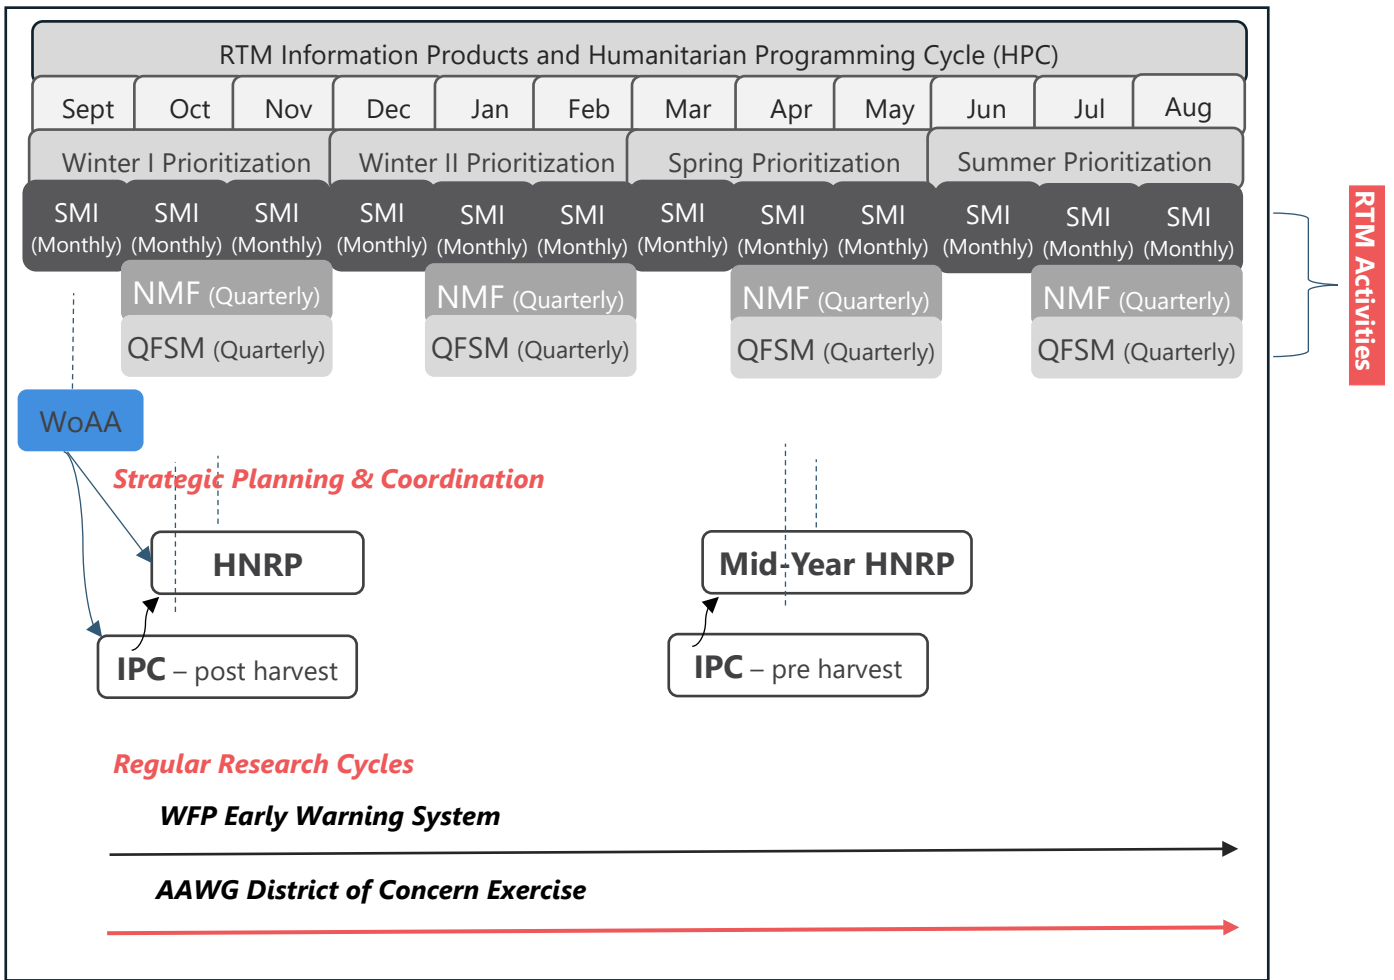 RTM Information Products and Humanitarian Programming Cycle (HPC)
Sept Oct Nov Dec Jan Feb Mar Apr May Jun Jul Aug
Winter I Prioritization Winter II Prioritization Spring Prioritization Summer Prioritization
SMI SMI SMI SMI SMI SMI SMI SMI SMI SMI SMI SMI
(Monthly) (Monthly) (Monthly) (Monthly) (Monthly) (Monthly) (Monthly) (Monthly) (Monthly) (Monthly) (Monthly) (Monthly)
NMF (Quarterly) NMF (Quarterly) NMF (Quarterly) NMF (Quarterly)
QFSM (Quarterly) QFSM (Quarterly) QFSM (Quarterly) QFSM (Quarterly)
RTM Activities
WoAA
Strategic Planning & Coordination
HNRP Mid-Year HNRP
IPC – post harvest IPC – pre harvest
Regular Research Cycles
WFP Early Warning System
AAWG District of Concern Exercise